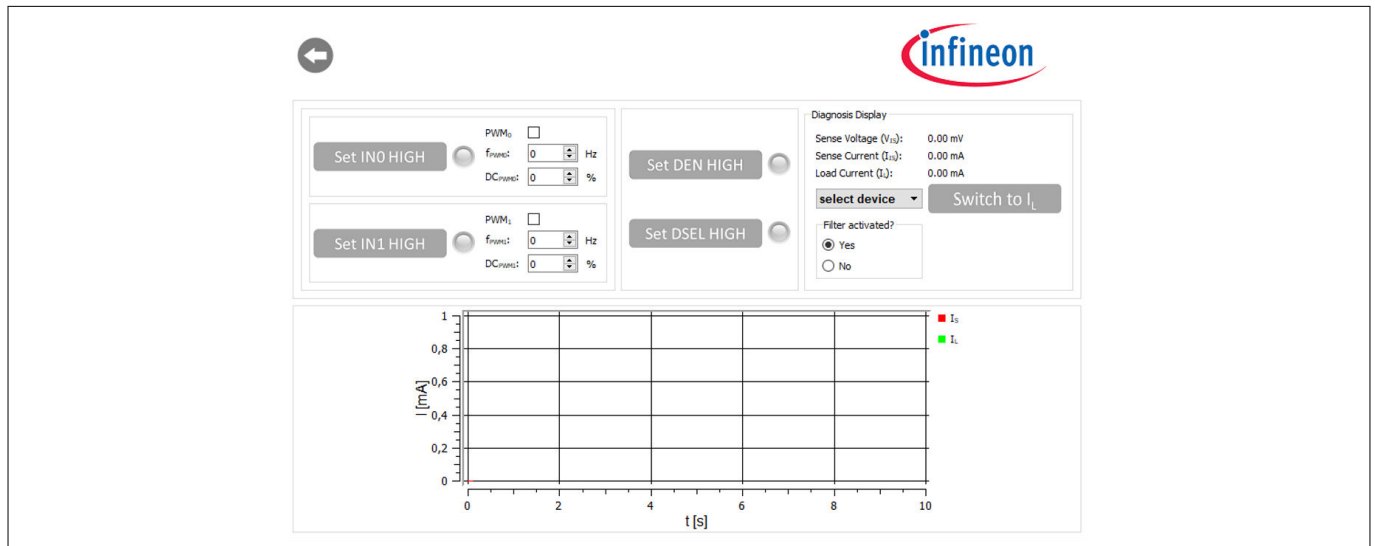 infineon
PWM₀
Set IN0 HIGH
fPWM0: 0 Hz
DCPWM0: 0 %
PWM₁
Set IN1 HIGH
fPWM1: 0 Hz
DCPWM1: 0 %
Set DEN HIGH
Set DSEL HIGH
Diagnosis Display
Sense Voltage (VIS): 0.00 mV
Sense Current (IIS): 0.00 mA
Load Current (IL): 0.00 mA
select device
Switch to IL
Filter activated?
Yes
No
I [mA]
1
0,8
0,6
0,4
0,2
0
0 2 4 6 8 10
t [s]
IS
IL